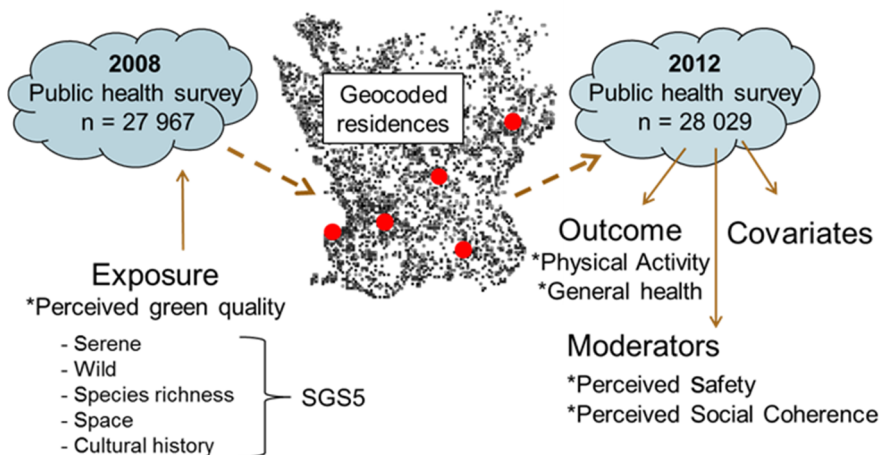 2008
Public health survey
n = 27 967
Geocoded
residences
2012
Public health survey
n = 28 029
Exposure
*Perceived green quality
- Serene
- Wild
- Species richness
- Space
- Cultural history
SGS5
Outcome
*Physical Activity
*General health
Covariates
Moderators
*Perceived Safety
*Perceived Social Coherence